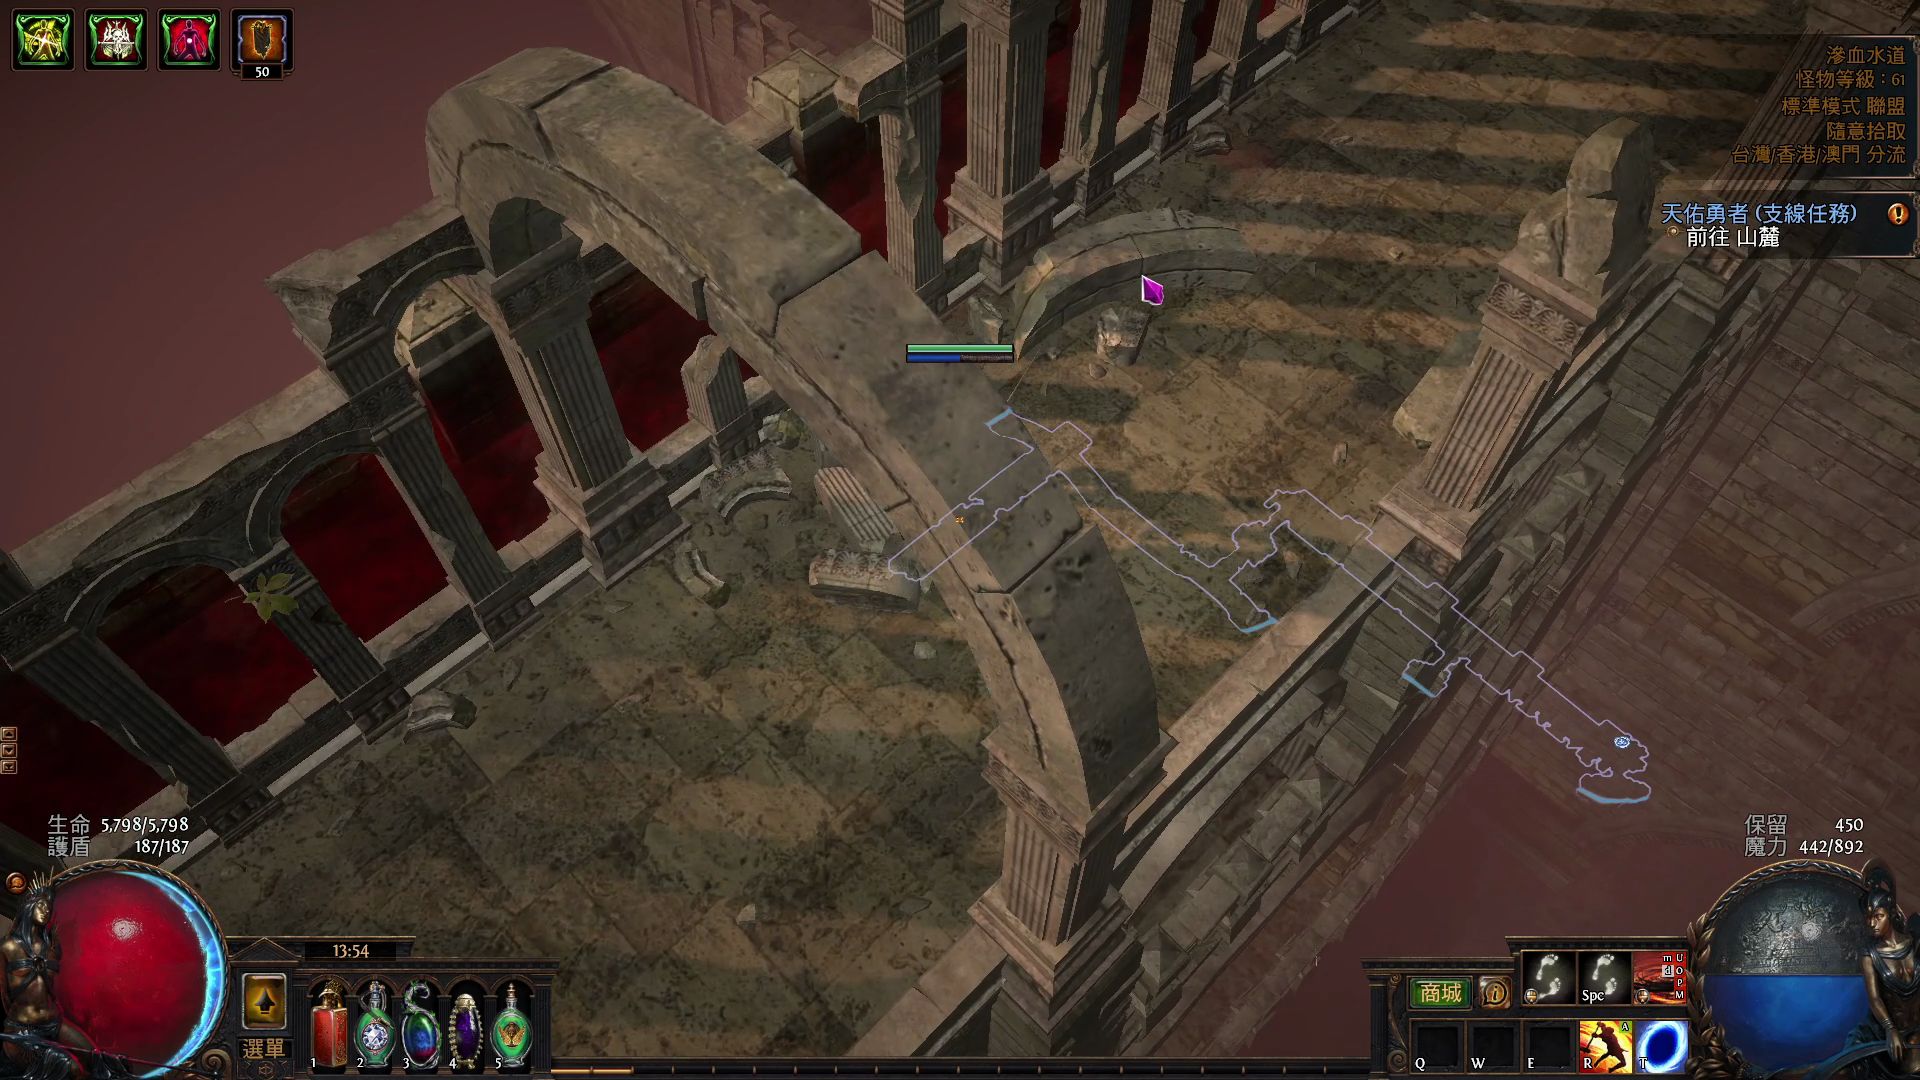 50
滲血水道
怪物等級：61
標準模式 聯盟
隨意拾取
台灣/香港/澳門 分流
天佑勇者 (支線任務)
前往 山麓
生命 5,798/5,798
護盾 187/187
保留 450
魔力 442/892
13:54
選單
1 2 3 4 5
商城
Spc
m U
d O
P
M
Q W E R A T